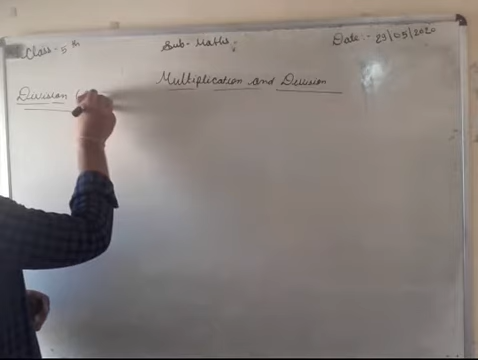 Class - 5th Sub - Maths. Date :- 23/05/2020
Multiplication and Division
Division (